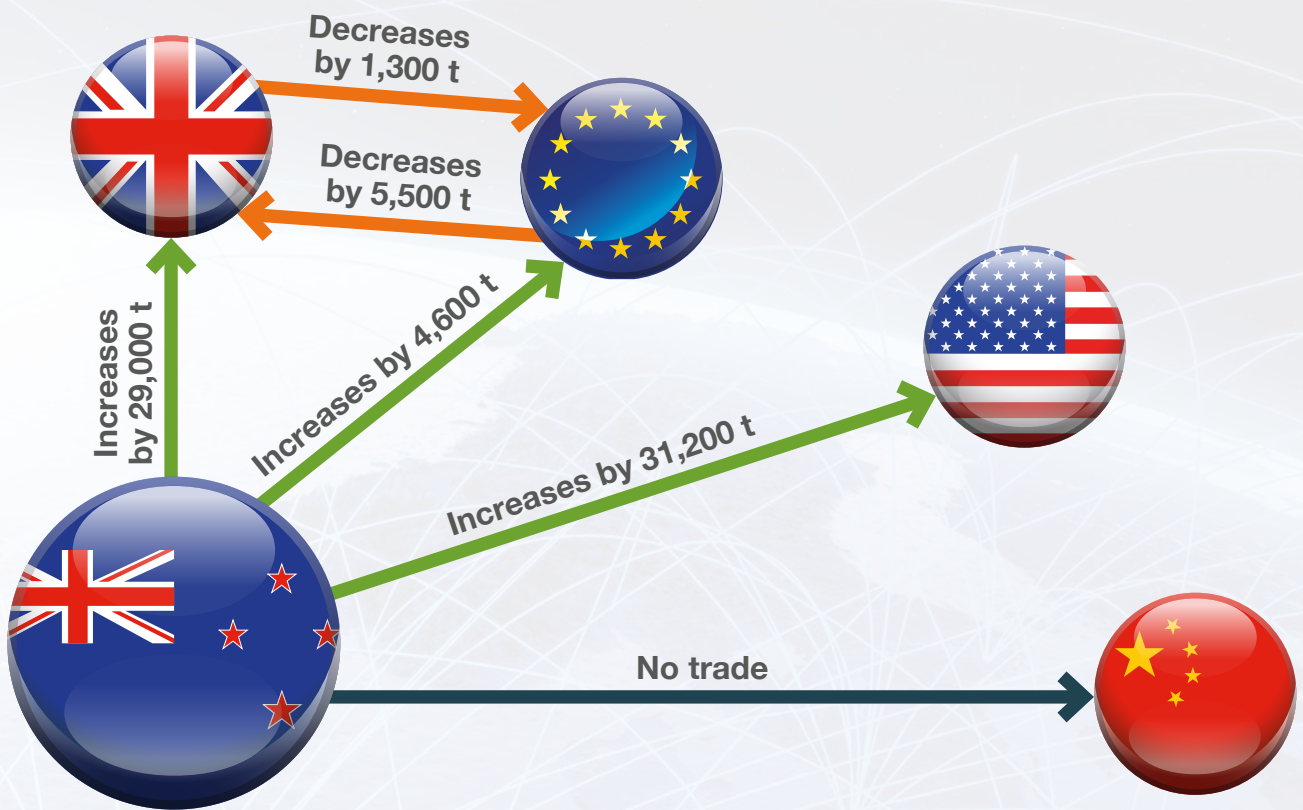 Decreases
by 1,300 t
Decreases
by 5,500 t
Increases
by 29,000 t
Increases by 4,600 t
Increases by 31,200 t
No trade